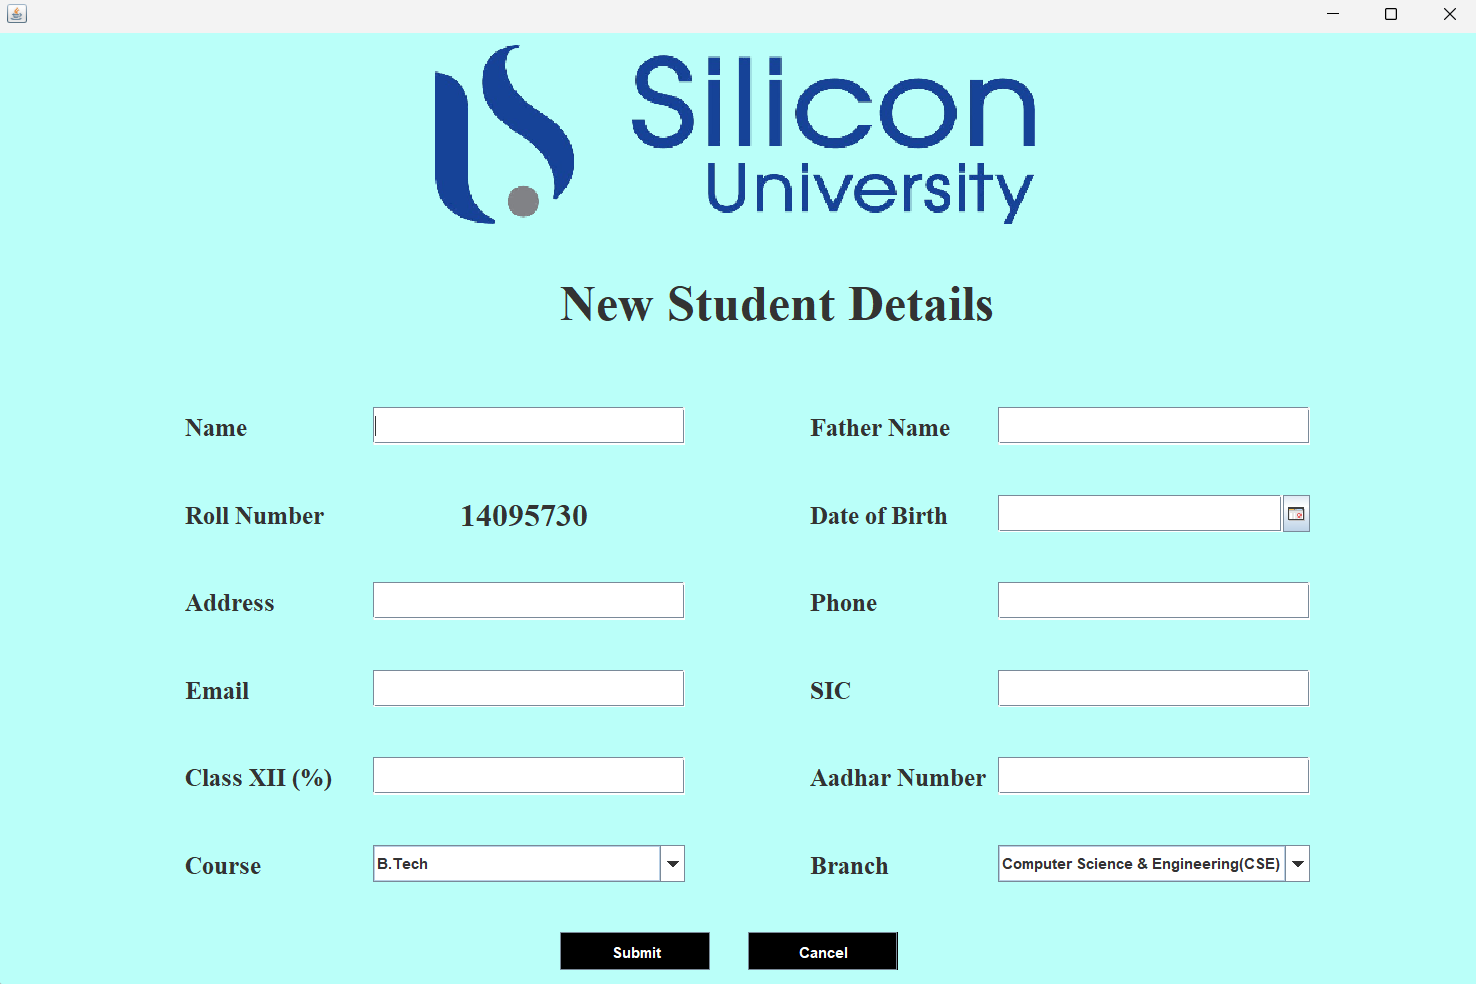 Silicon
University
New Student Details
Name
Father Name
Roll Number 14095730
Date of Birth
Address
Phone
Email
SIC
Class XII (%)
Aadhar Number
Course B.Tech
Branch Computer Science & Engineering(CSE)
Submit
Cancel